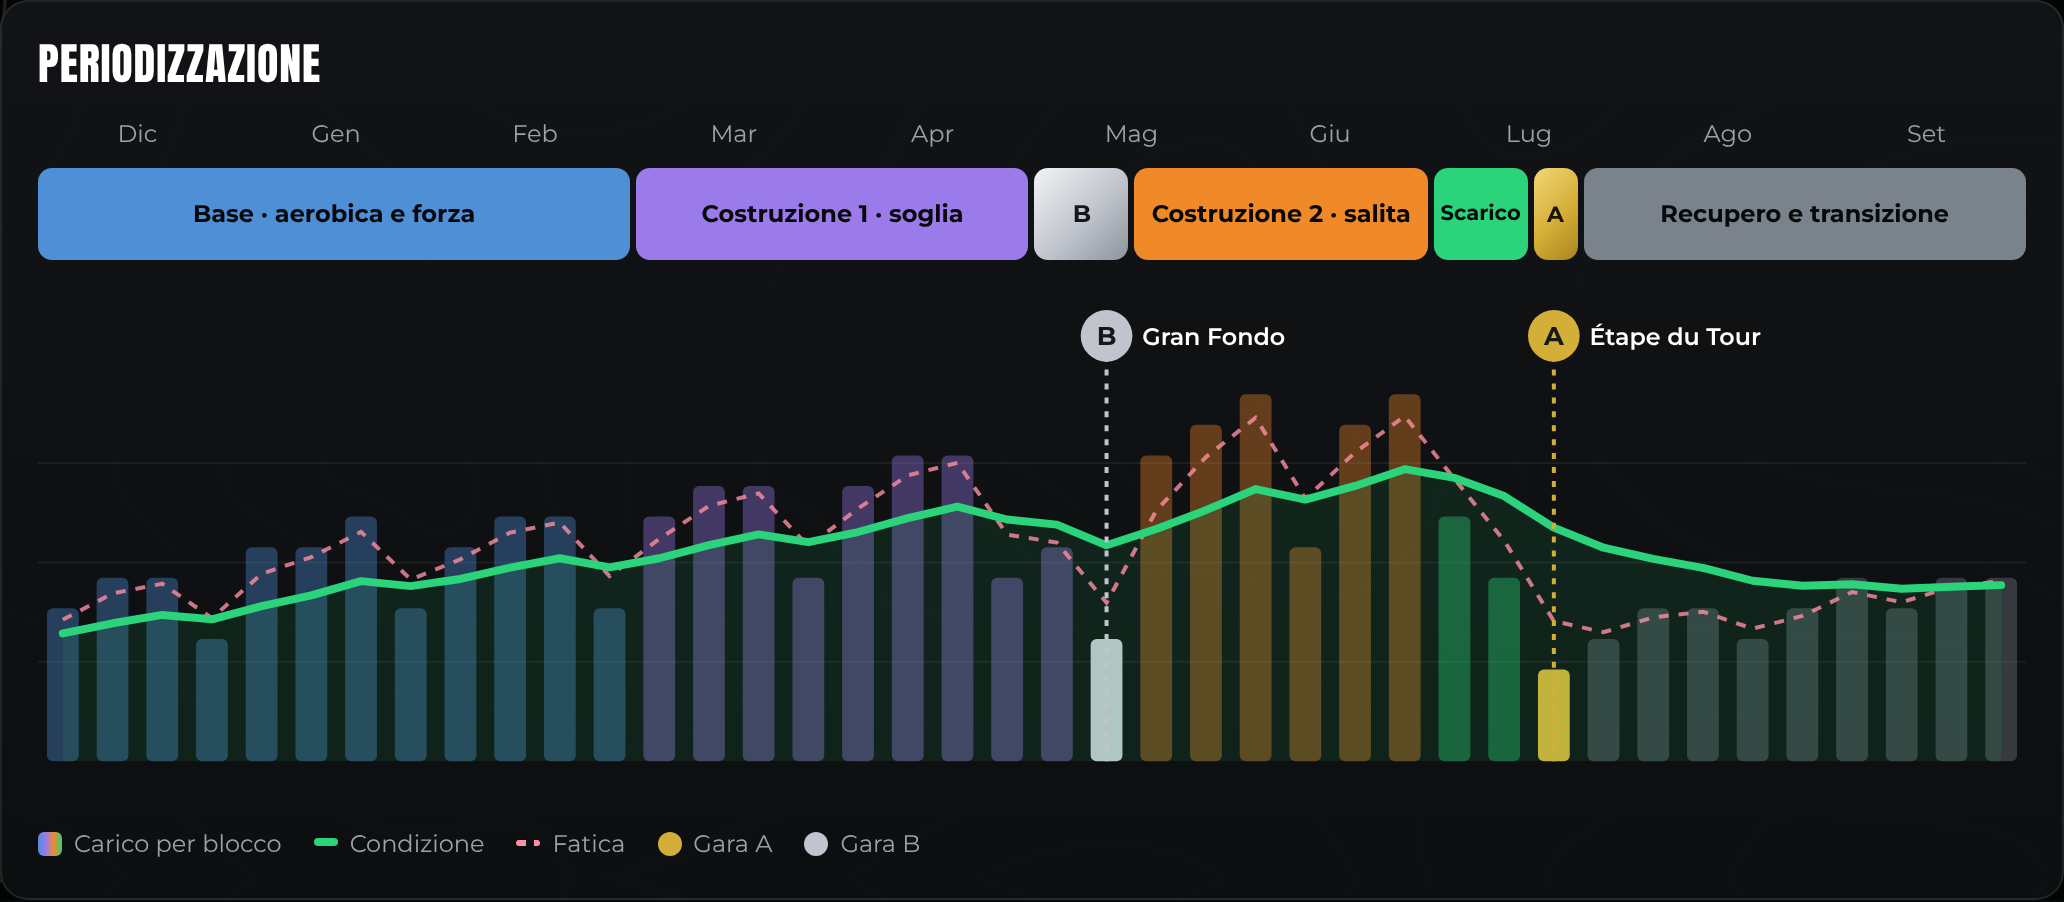 PERIODIZZAZIONE
Dic Gen Feb Mar Apr Mag Giu Lug Ago Set
Base · aerobica e forza Costruzione 1 · soglia B Costruzione 2 · salita Scarico A Recupero e transizione
B Gran Fondo A Étape du Tour
Carico per blocco Condizione Fatica Gara A Gara B